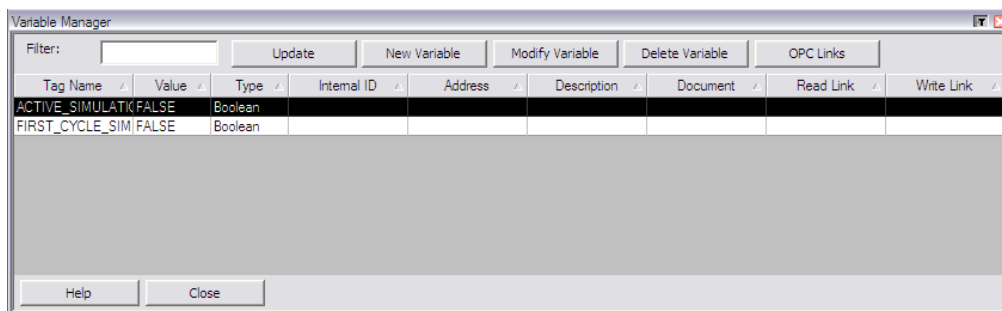 Variable Manager
Filter: Update New Variable Modify Variable Delete Variable OPC Links
Tag Name Value Type Internal ID Address Description Document Read Link Write Link
ACTIVE_SIMULATI FALSE Boolean
FIRST_CYCLE_SIM FALSE Boolean
Help Close